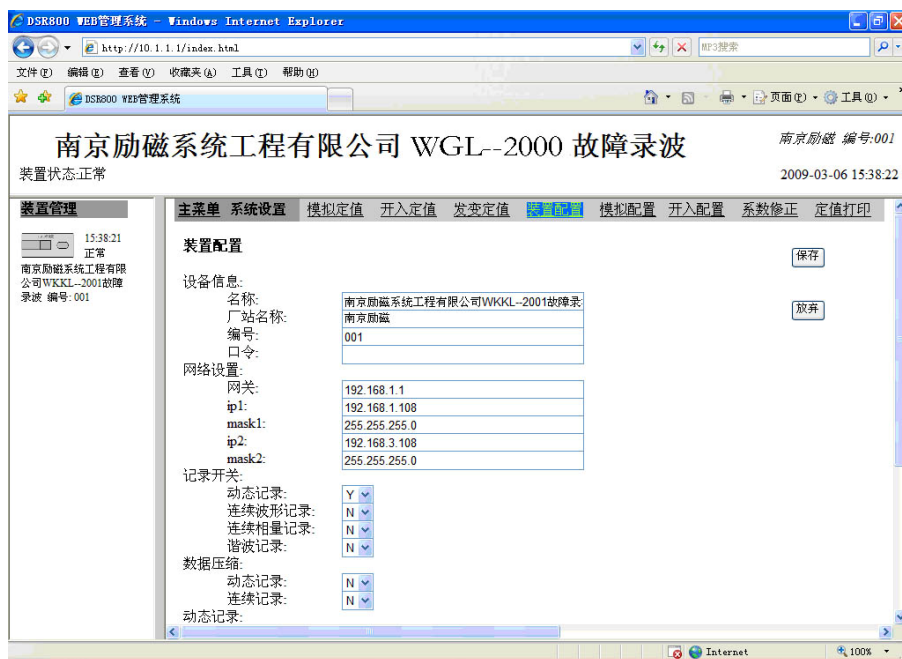 DSR800 WEB管理系统 - Windows Internet Explorer
http://10.1.1.1/index.html
MP3搜索
文件(F) 编辑(E) 查看(V) 收藏夹(A) 工具(T) 帮助(H)
DSR800 WEB管理系统
页面(P) 工具(O)
南京励磁系统工程有限公司 WGL--2000 故障录波
南京励磁 编号:001
装置状态:正常
2009-03-06 15:38:22
装置管理
主菜单 系统设置 模拟定值 开入定值 发变定值 装置配置 模拟配置 开入配置 系数修正 定值打印
15:38:21
正常
南京励磁系统工程有限
公司WKKL--2001故障
录波 编号: 001
装置配置
保存
放弃
设备信息:
名称: 南京励磁系统工程有限公司WKKL--2001故障录
厂站名称: 南京励磁
编号: 001
口令:
网络设置:
网关: 192.168.1.1
ip1: 192.168.1.108
mask1: 255.255.255.0
ip2: 192.168.3.108
mask2: 255.255.255.0
记录开关:
动态记录: Y
连续波形记录: N
连续相量记录: N
谐波记录: N
数据压缩:
动态记录: N
连续记录: N
动态记录:
Internet
100%